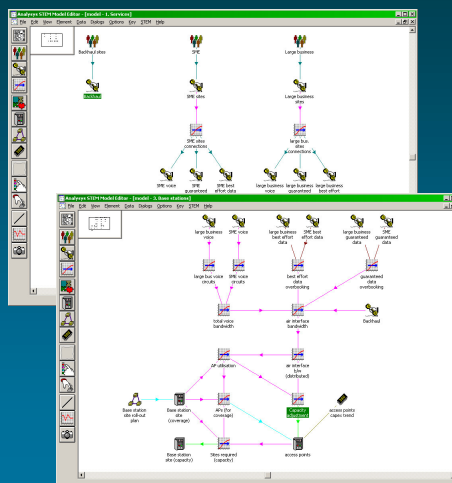 Analysys STEM Model Editor - [model - 1. Services]
File Edit View Element Data Dialogs Options Key STEM Help
Backhaul sites
SME
Large business
Backhaul
SME sites
Large business
sites
SME sites
connections
large bus.
sites
connections
SME voice
SME
guaranteed
SME best
effort data
large business
voice
large business
guaranteed
large business
best effort
Analysys STEM Model Editor - [model - 3. Base stations]
File Edit View Element Data Dialogs Options Key STEM Help
large business
voice
SME voice
large business
best effort
data
SME best effort
data
large business
guaranteed
data
SME
guaranteed
data
large bus voice
circuits
SME voice
circuits
best effort
data
overbooking
guaranteed
data
overbooking
total voice
bandwidth
air interface
bandwidth
Backhaul
AP utilisation
air interface
b/w
(distributed)
Base station
site roll-out
plan
Base station
site
(coverage)
APs (for
coverage)
Capacity
adjustment
access points
capex trend
Base station
site (capacity)
Sites required
(capacity)
access points